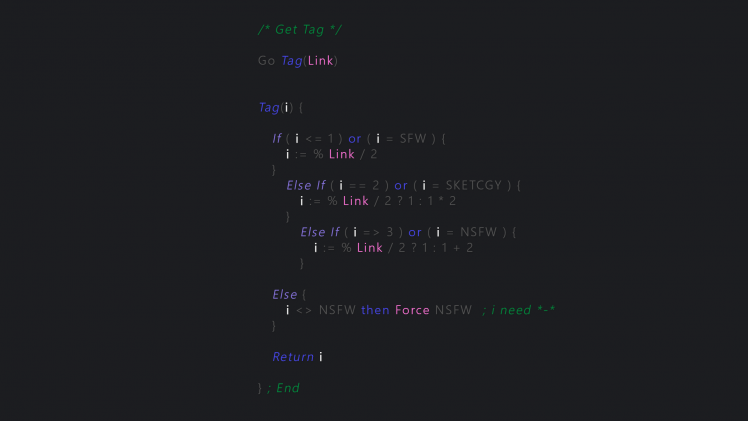 /* Get Tag */
Go Tag(Link)
Tag(i) {
If ( i <= 1 ) or ( i = SFW ) {
i := % Link / 2
}
Else If ( i == 2 ) or ( i = SKETCGY ) {
i := % Link / 2 ? 1 : 1 * 2
}
Else If ( i => 3 ) or ( i = NSFW ) {
i := % Link / 2 ? 1 : 1 + 2
}
Else {
i <> NSFW then Force NSFW ; i need *-*
}
Return i
} ; End